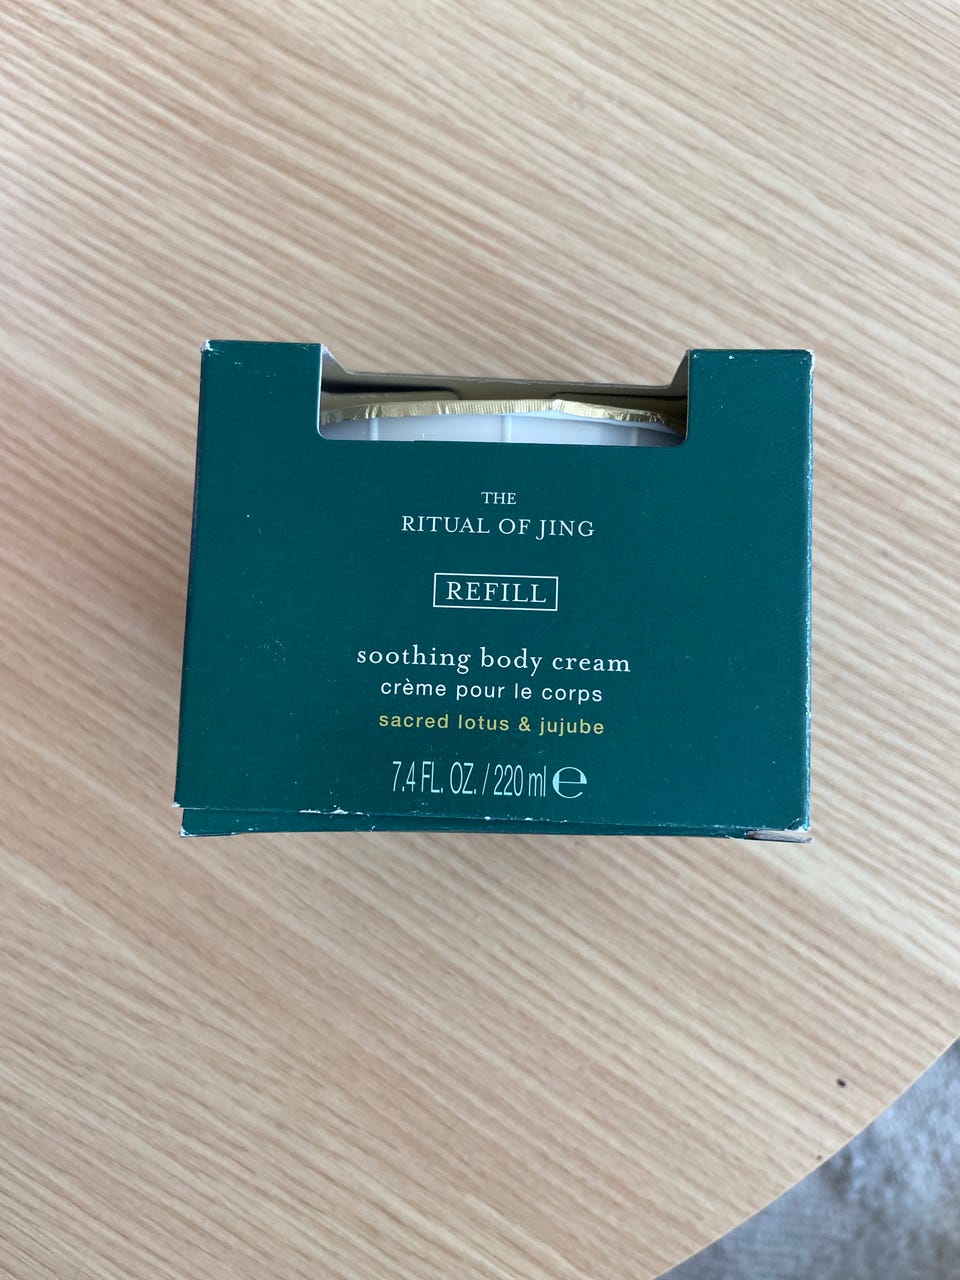 THE
RITUAL OF JING
REFILL
soothing body cream
crème pour le corps
sacred lotus & jujube
7.4 FL. OZ. / 220 ml ℮